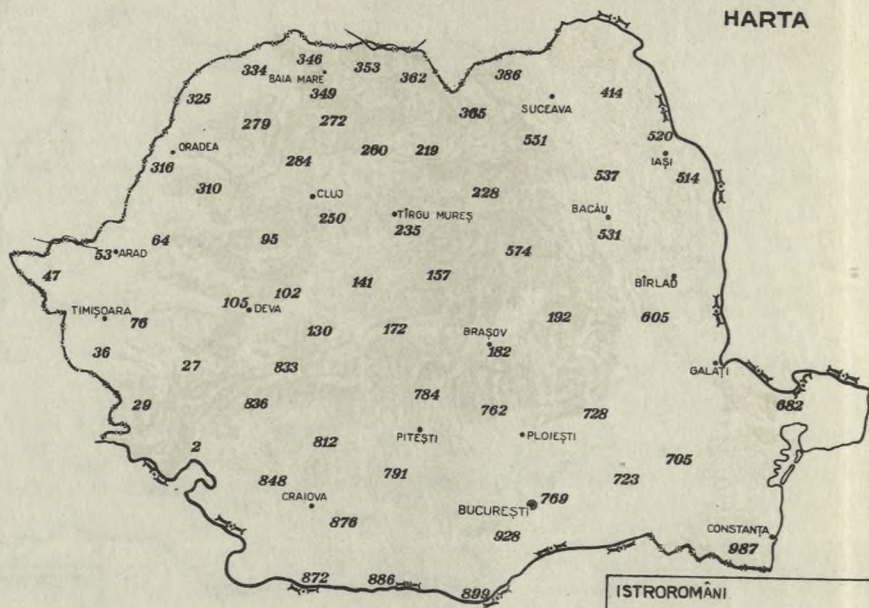 HARTA
346
334 353
BAIA MARE 362 386
325 349 414
365 SUCEAVA
279 272 551 520
ORADEA 260 219 IAȘI
316 284 537 514
310 CLUJ 228
250 TÎRGU MUREȘ BACĂU
64 95 235 531
53 ARAD 574
47 141 157 BÎRLAD
105 102 DEVA
TIMIȘOARA 76 192 605
130 172 BRAȘOV
36 182
27 833 GALAȚI
29 836 784 762 728 682
2 812 PITEȘTI PLOIEȘTI
848 791 723 705
CRAIOVA BUCUREȘTI 769
876 928 CONSTANȚA
987
872 886 899
ISTROROMÂNI